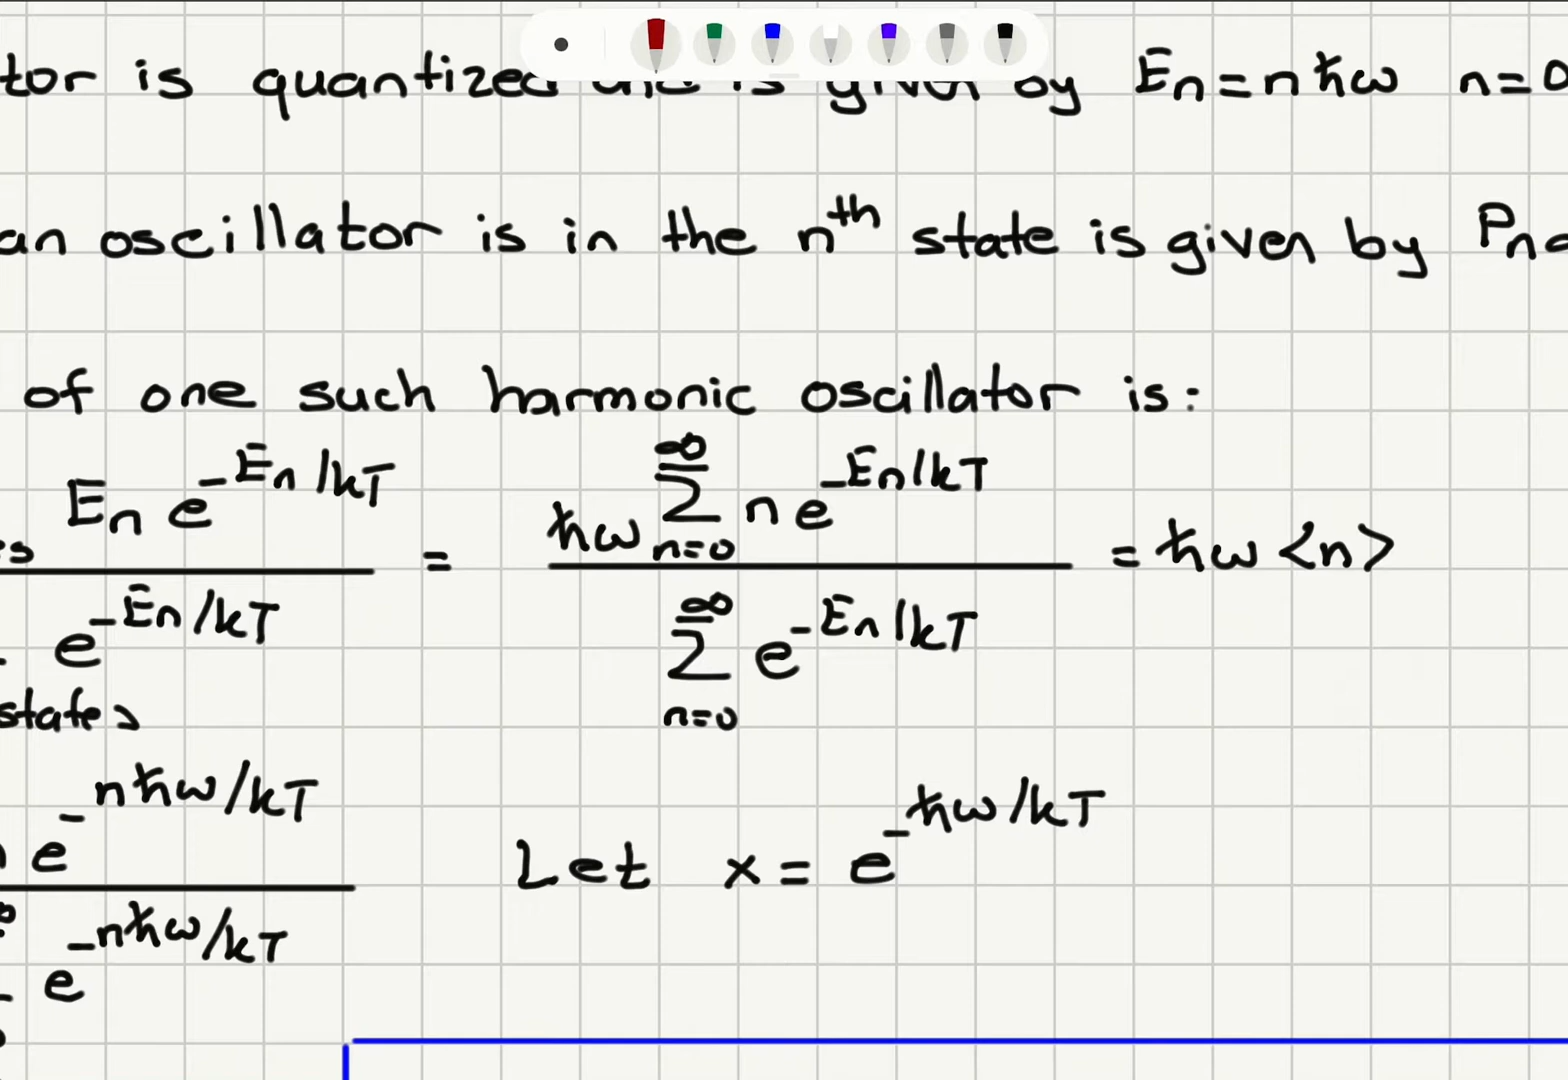 tor is quantized and is given by En = nħω n=0
an oscillator is in the nth state is given by Pn
of one such harmonic oscillator is:
En e^-En/kT = ħω ∞∑n=0 n e^-En/kT = ħω <n>
e^-En/kT ∞∑n=0 e^-En/kT
states
e^-nħω/kT Let x = e^-ħω/kT
e^-nħω/kT